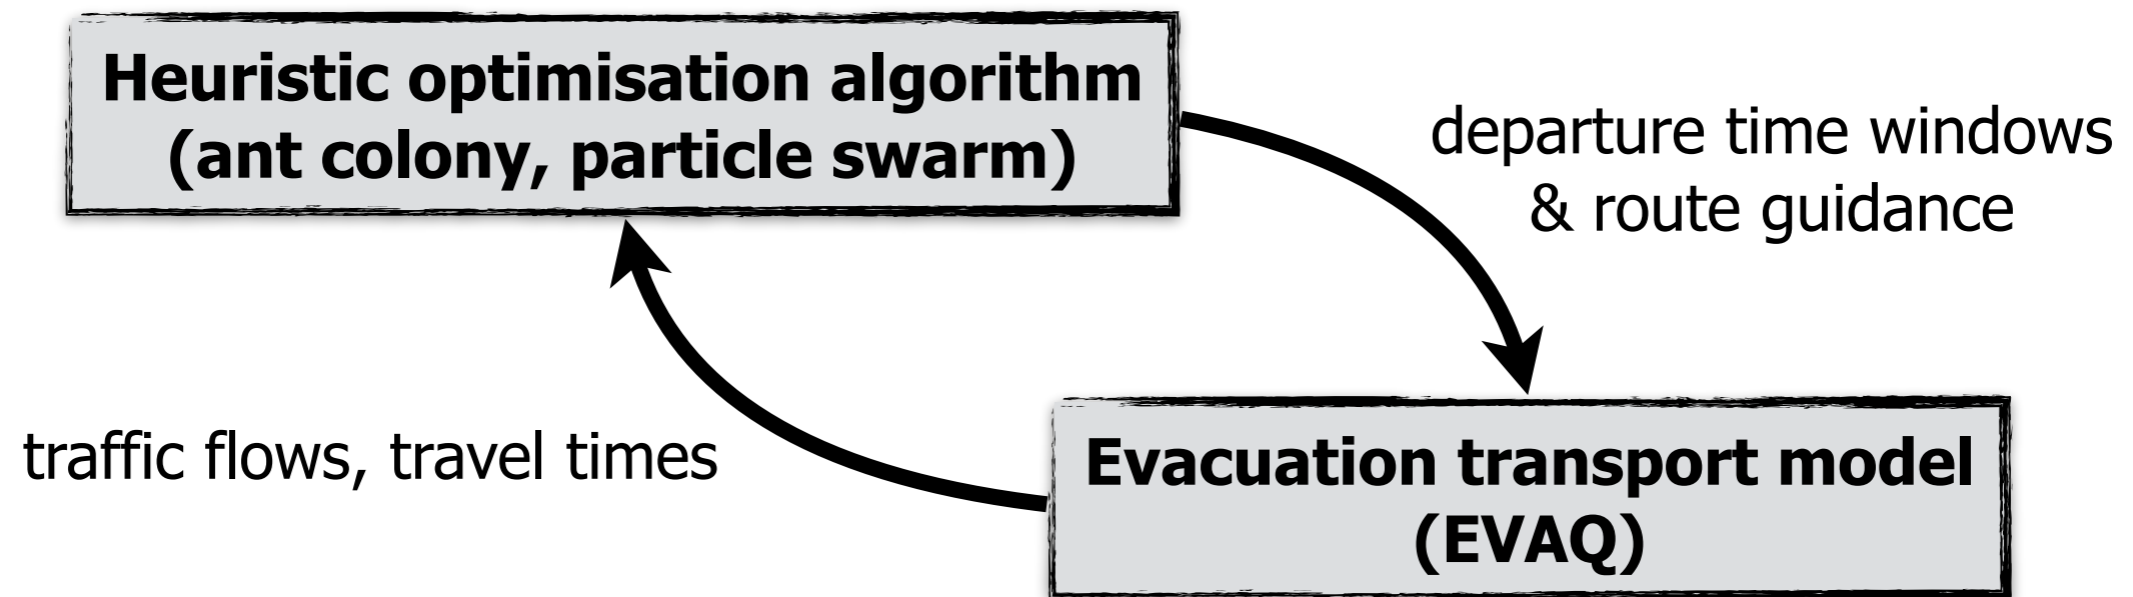 Heuristic optimisation algorithm
(ant colony, particle swarm)
departure time windows
& route guidance
traffic flows, travel times
Evacuation transport model
(EVAQ)